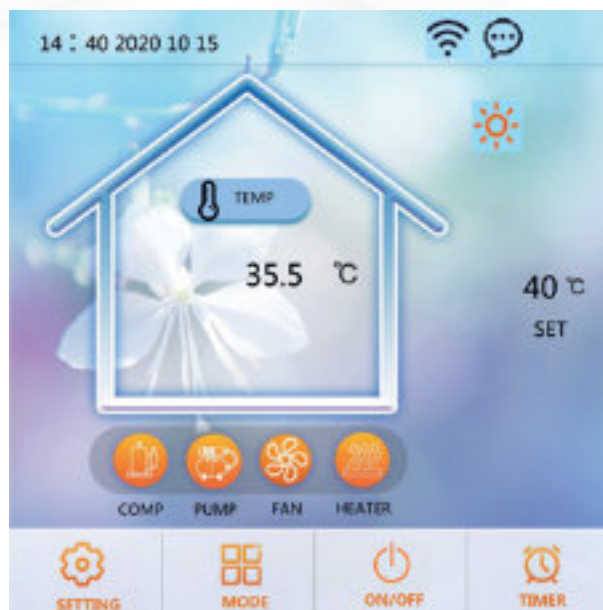 14 : 40 2020 10 15
TEMP
35.5 ℃
40 ℃
SET
COMP PUMP FAN HEATER
SETTING MODE ON/OFF TIMER